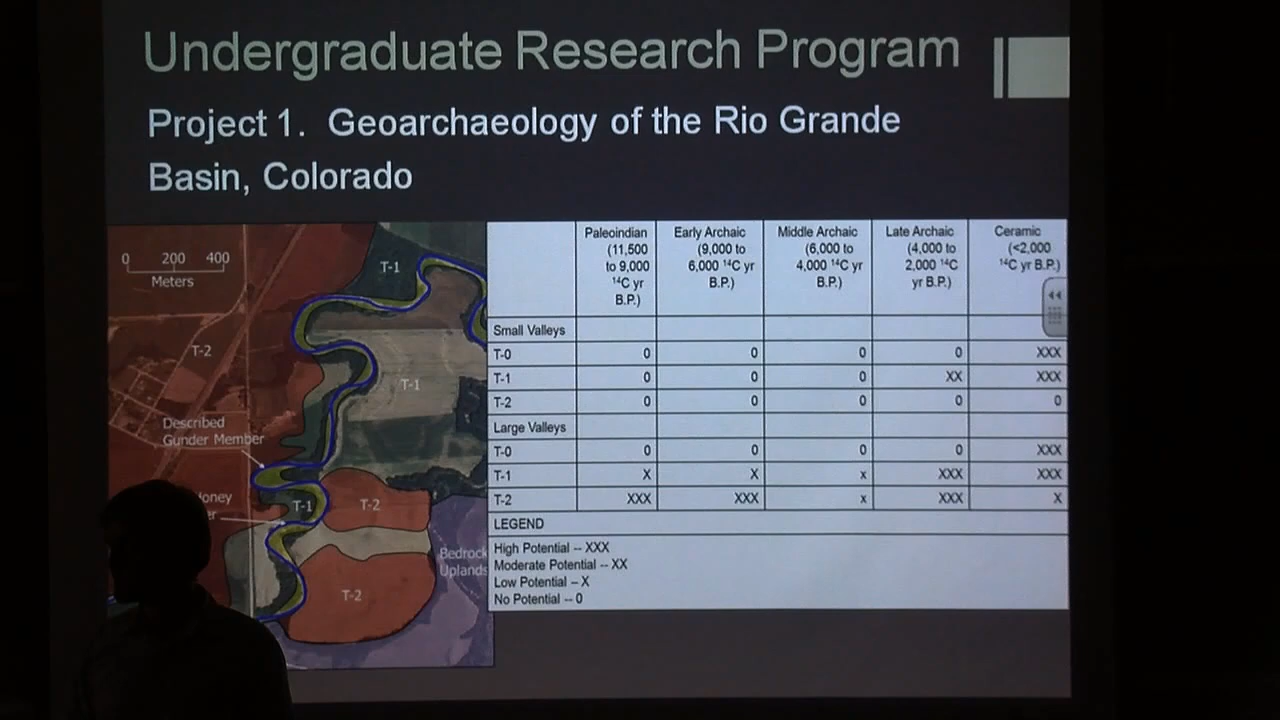 Undergraduate Research Program
Project 1. Geoarchaeology of the Rio Grande
Basin, Colorado
0 200 400
Meters
T-1
T-2
T-1
Described
Gunder Member
T-1
T-2
Bedrock
Uplands
T-2
Paleoindian (11,500 to 9,000 14C yr B.P.) Early Archaic (9,000 to 6,000 14C yr B.P.) Middle Archaic (6,000 to 4,000 14C yr B.P.) Late Archaic (4,000 to 2,000 14C yr B.P.) Ceramic (<2,000 14C yr B.P.)
Small Valleys
T-0 0 0 0 0 XXX
T-1 0 0 0 XX XXX
T-2 0 0 0 0 0
Large Valleys
T-0 0 0 0 0 XXX
T-1 X X x XXX XXX
T-2 XXX XXX x XXX X
LEGEND
High Potential -- XXX
Moderate Potential -- XX
Low Potential -- X
No Potential -- 0